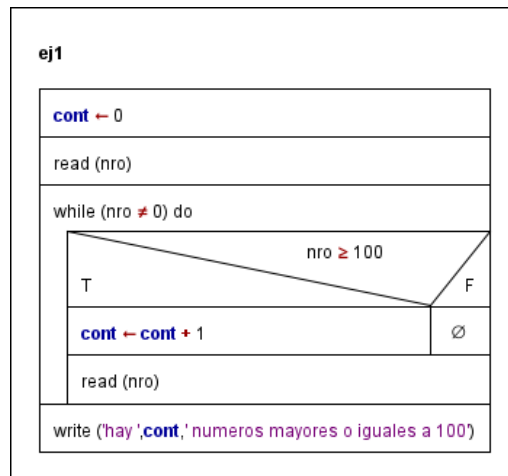 ej1
cont ← 0
read (nro)
while (nro ≠ 0) do
nro ≥ 100
T
F
cont ← cont + 1
∅
read (nro)
write ('hay ',cont,' numeros mayores o iguales a 100')